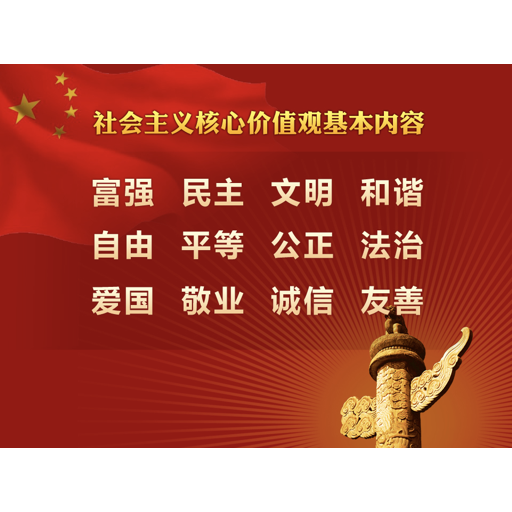 社会主义核心价值观基本内容
富强 民主 文明 和谐
自由 平等 公正 法治
爱国 敬业 诚信 友善